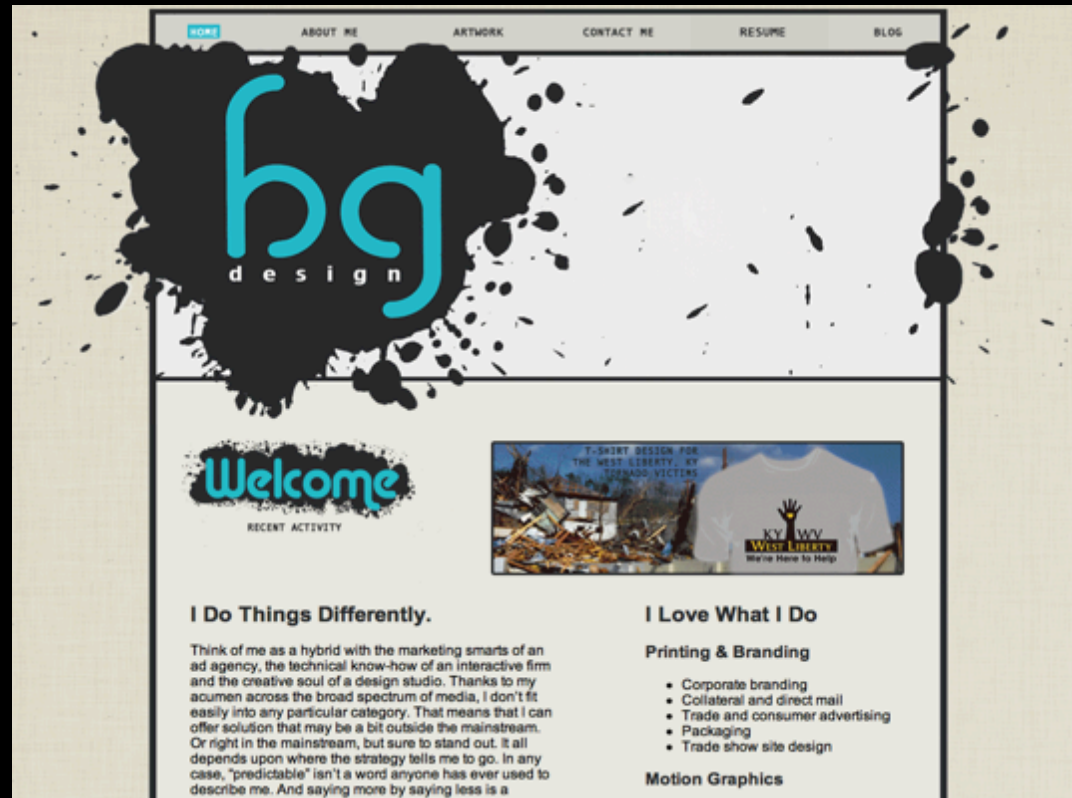 HOME ABOUT ME ARTWORK CONTACT ME RESUME BLOG
bg
design
Welcome
RECENT ACTIVITY
T-SHIRT DESIGN FOR
THE WEST LIBERTY, KY
TORNADO VICTIMS
KY WV
WEST LIBERTY
We're Here to Help
I Do Things Differently.
Think of me as a hybrid with the marketing smarts of an
ad agency, the technical know-how of an interactive firm
and the creative soul of a design studio. Thanks to my
acumen across the broad spectrum of media, I don't fit
easily into any particular category. That means that I can
offer solution that may be a bit outside the mainstream.
Or right in the mainstream, but sure to stand out. It all
depends upon where the strategy tells me to go. In any
case, “predictable” isn't a word anyone has ever used to
describe me. And saying more by saying less is a
I Love What I Do
Printing & Branding
• Corporate branding
• Collateral and direct mail
• Trade and consumer advertising
• Packaging
• Trade show site design
Motion Graphics